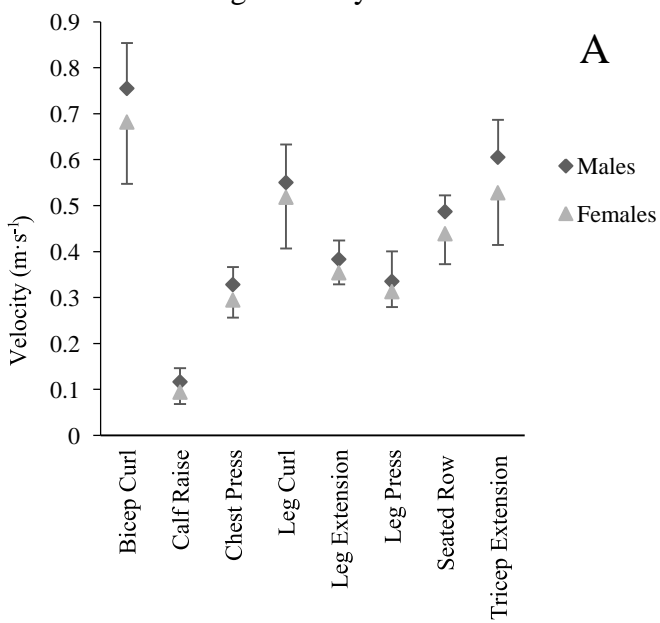 0.9
0.8
0.7
0.6
0.5
0.4
0.3
0.2
0.1
0
Velocity (m·s⁻¹)
Bicep Curl
Calf Raise
Chest Press
Leg Curl
Leg Extension
Leg Press
Seated Row
Tricep Extension
A
Males
Females